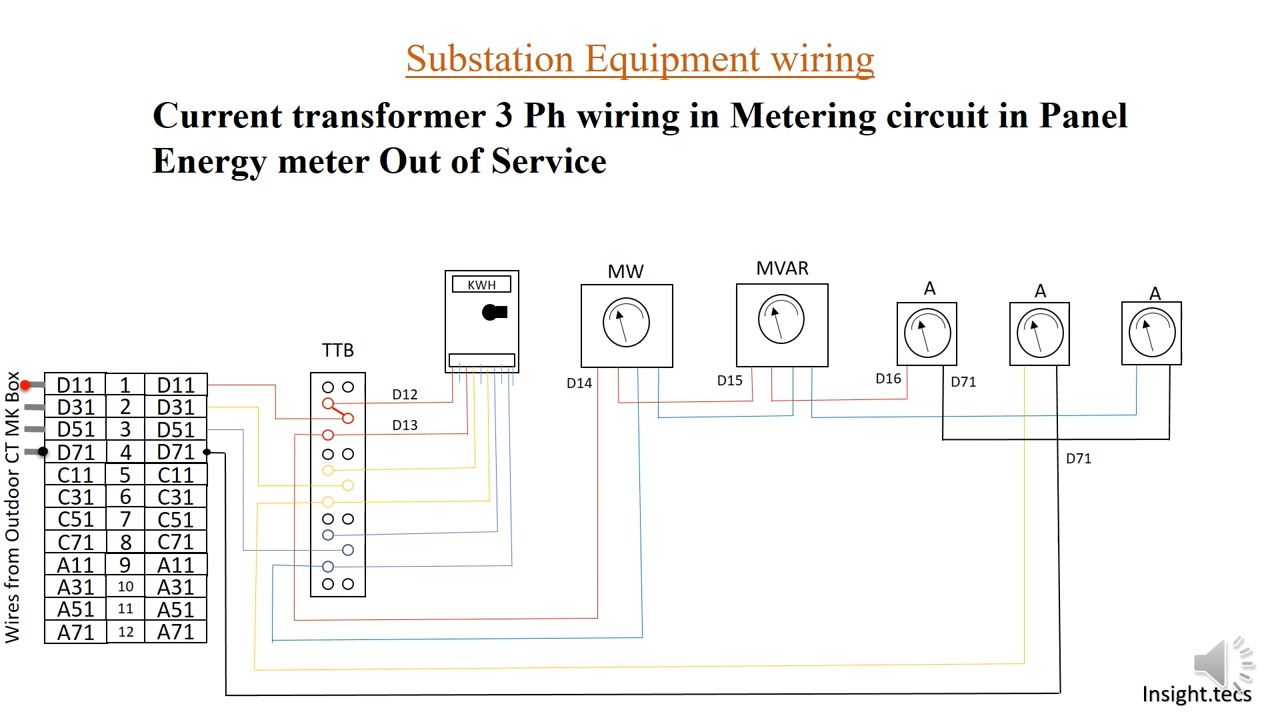 Substation Equipment wiring
Current transformer 3 Ph wiring in Metering circuit in Panel
Energy meter Out of Service
MW
MVAR
A
A
A
KWH
TTB
D12
D13
D14
D15
D16
D71
D71
Wires from Outdoor CT MK Box
D11 1 D11
D31 2 D31
D51 3 D51
D71 4 D71
C11 5 C11
C31 6 C31
C51 7 C51
C71 8 C71
A11 9 A11
A31 10 A31
A51 11 A51
A71 12 A71
Insight.tecs